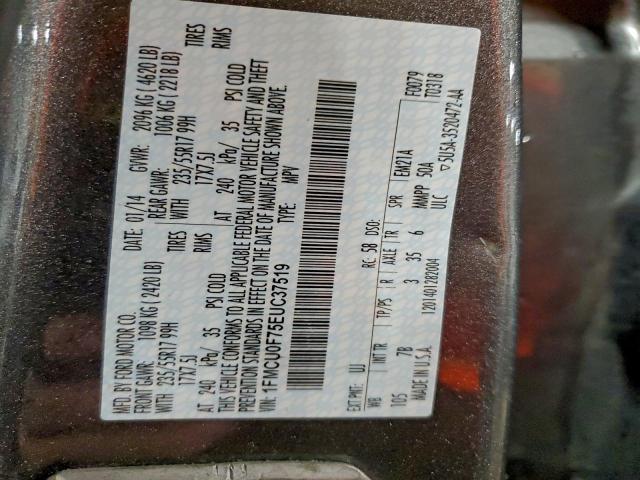 MFD. BY FORD MOTOR CO.
DATE: 01/14 GVWR: 2096 KG ( 4620 LB)
FRONT GAWR: 1098 KG ( 2420 LB) REAR GAWR: 1006 KG ( 2218 LB)
WITH 235/55R17 99H TIRES WITH 235/55R17 99H TIRES
17X7.5J RIMS 17X7.5J RIMS
AT 240 kPa/ 35 PSI COLD AT 240 kPa/ 35 PSI COLD
THIS VEHICLE CONFORMS TO ALL APPLICABLE FEDERAL MOTOR VEHICLE SAFETY AND THEFT
PREVENTION STANDARDS IN EFFECT ON THE DATE OF MANUFACTURE SHOWN ABOVE.
VIN: 1FMCU0F75EUC37519 TYPE: MPV
EXT PNT: UJ RC: 58 DSO: F0079
WB INT TR TP/PS R AXLE TR SPR EM21A T0318
105 7B 3 35 6 MMPP 50A
MADE IN U.S.A. 1201401282004 ULC 5U5A-3520472-AA